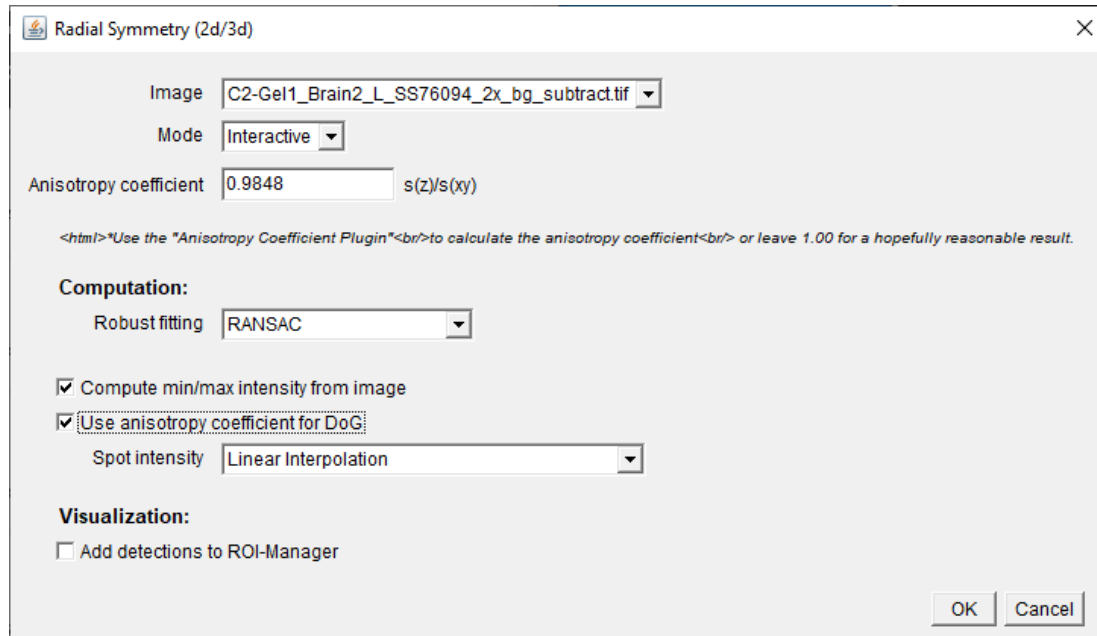 Radial Symmetry (2d/3d)
Image C2-Gel1_Brain2_L_SS76094_2x_bg_subtract.tif
Mode Interactive
Anisotropy coefficient 0.9848 s(z)/s(xy)
<html>*Use the "Anisotropy Coefficient Plugin"<br/>to calculate the anisotropy coefficient<br/> or leave 1.00 for a hopefully reasonable result.
Computation:
Robust fitting RANSAC
Compute min/max intensity from image
Use anisotropy coefficient for DoG
Spot intensity Linear Interpolation
Visualization:
Add detections to ROI-Manager
OK Cancel